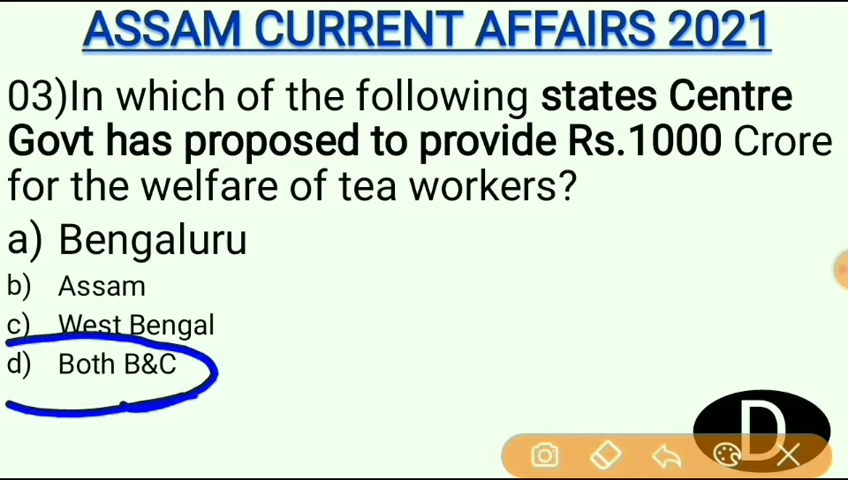 ASSAM CURRENT AFFAIRS 2021
03)In which of the following states Centre
Govt has proposed to provide Rs.1000 Crore
for the welfare of tea workers?
a) Bengaluru
b) Assam
c) West Bengal
d) Both B&C
D